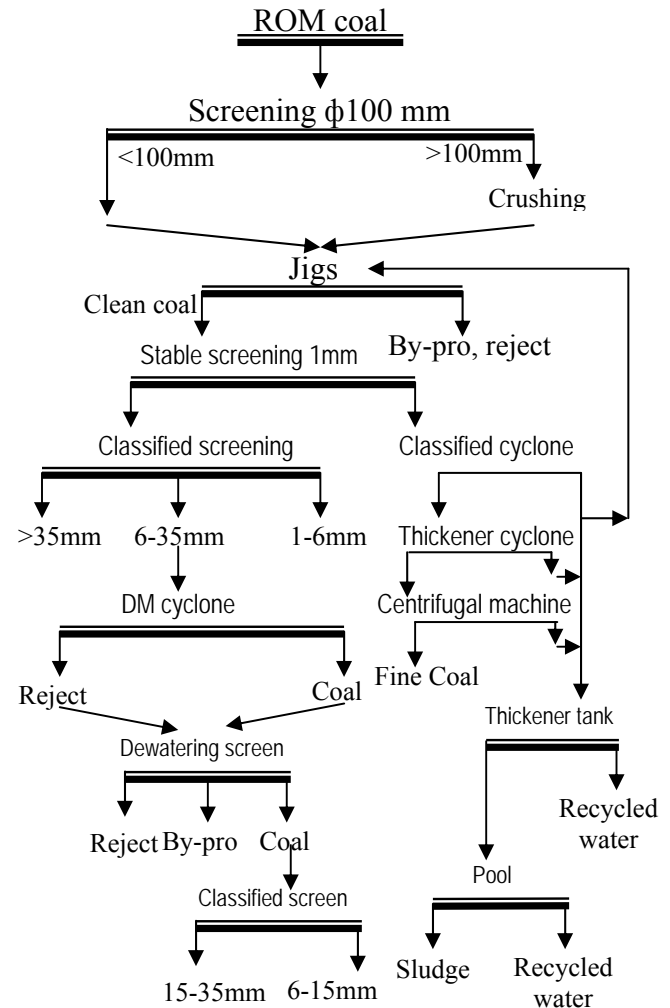 ROM coal
Screening ф100 mm
<100mm
>100mm
Crushing
Jigs
Clean coal
By-pro, reject
Stable screening 1mm
Classified screening
Classified cyclone
>35mm
6-35mm
1-6mm
Thickener cyclone
DM cyclone
Centrifugal machine
Reject
Coal
Fine Coal
Thickener tank
Dewatering screen
Reject
By-pro
Coal
Recycled
water
Classified screen
Pool
15-35mm
6-15mm
Sludge
Recycled
water